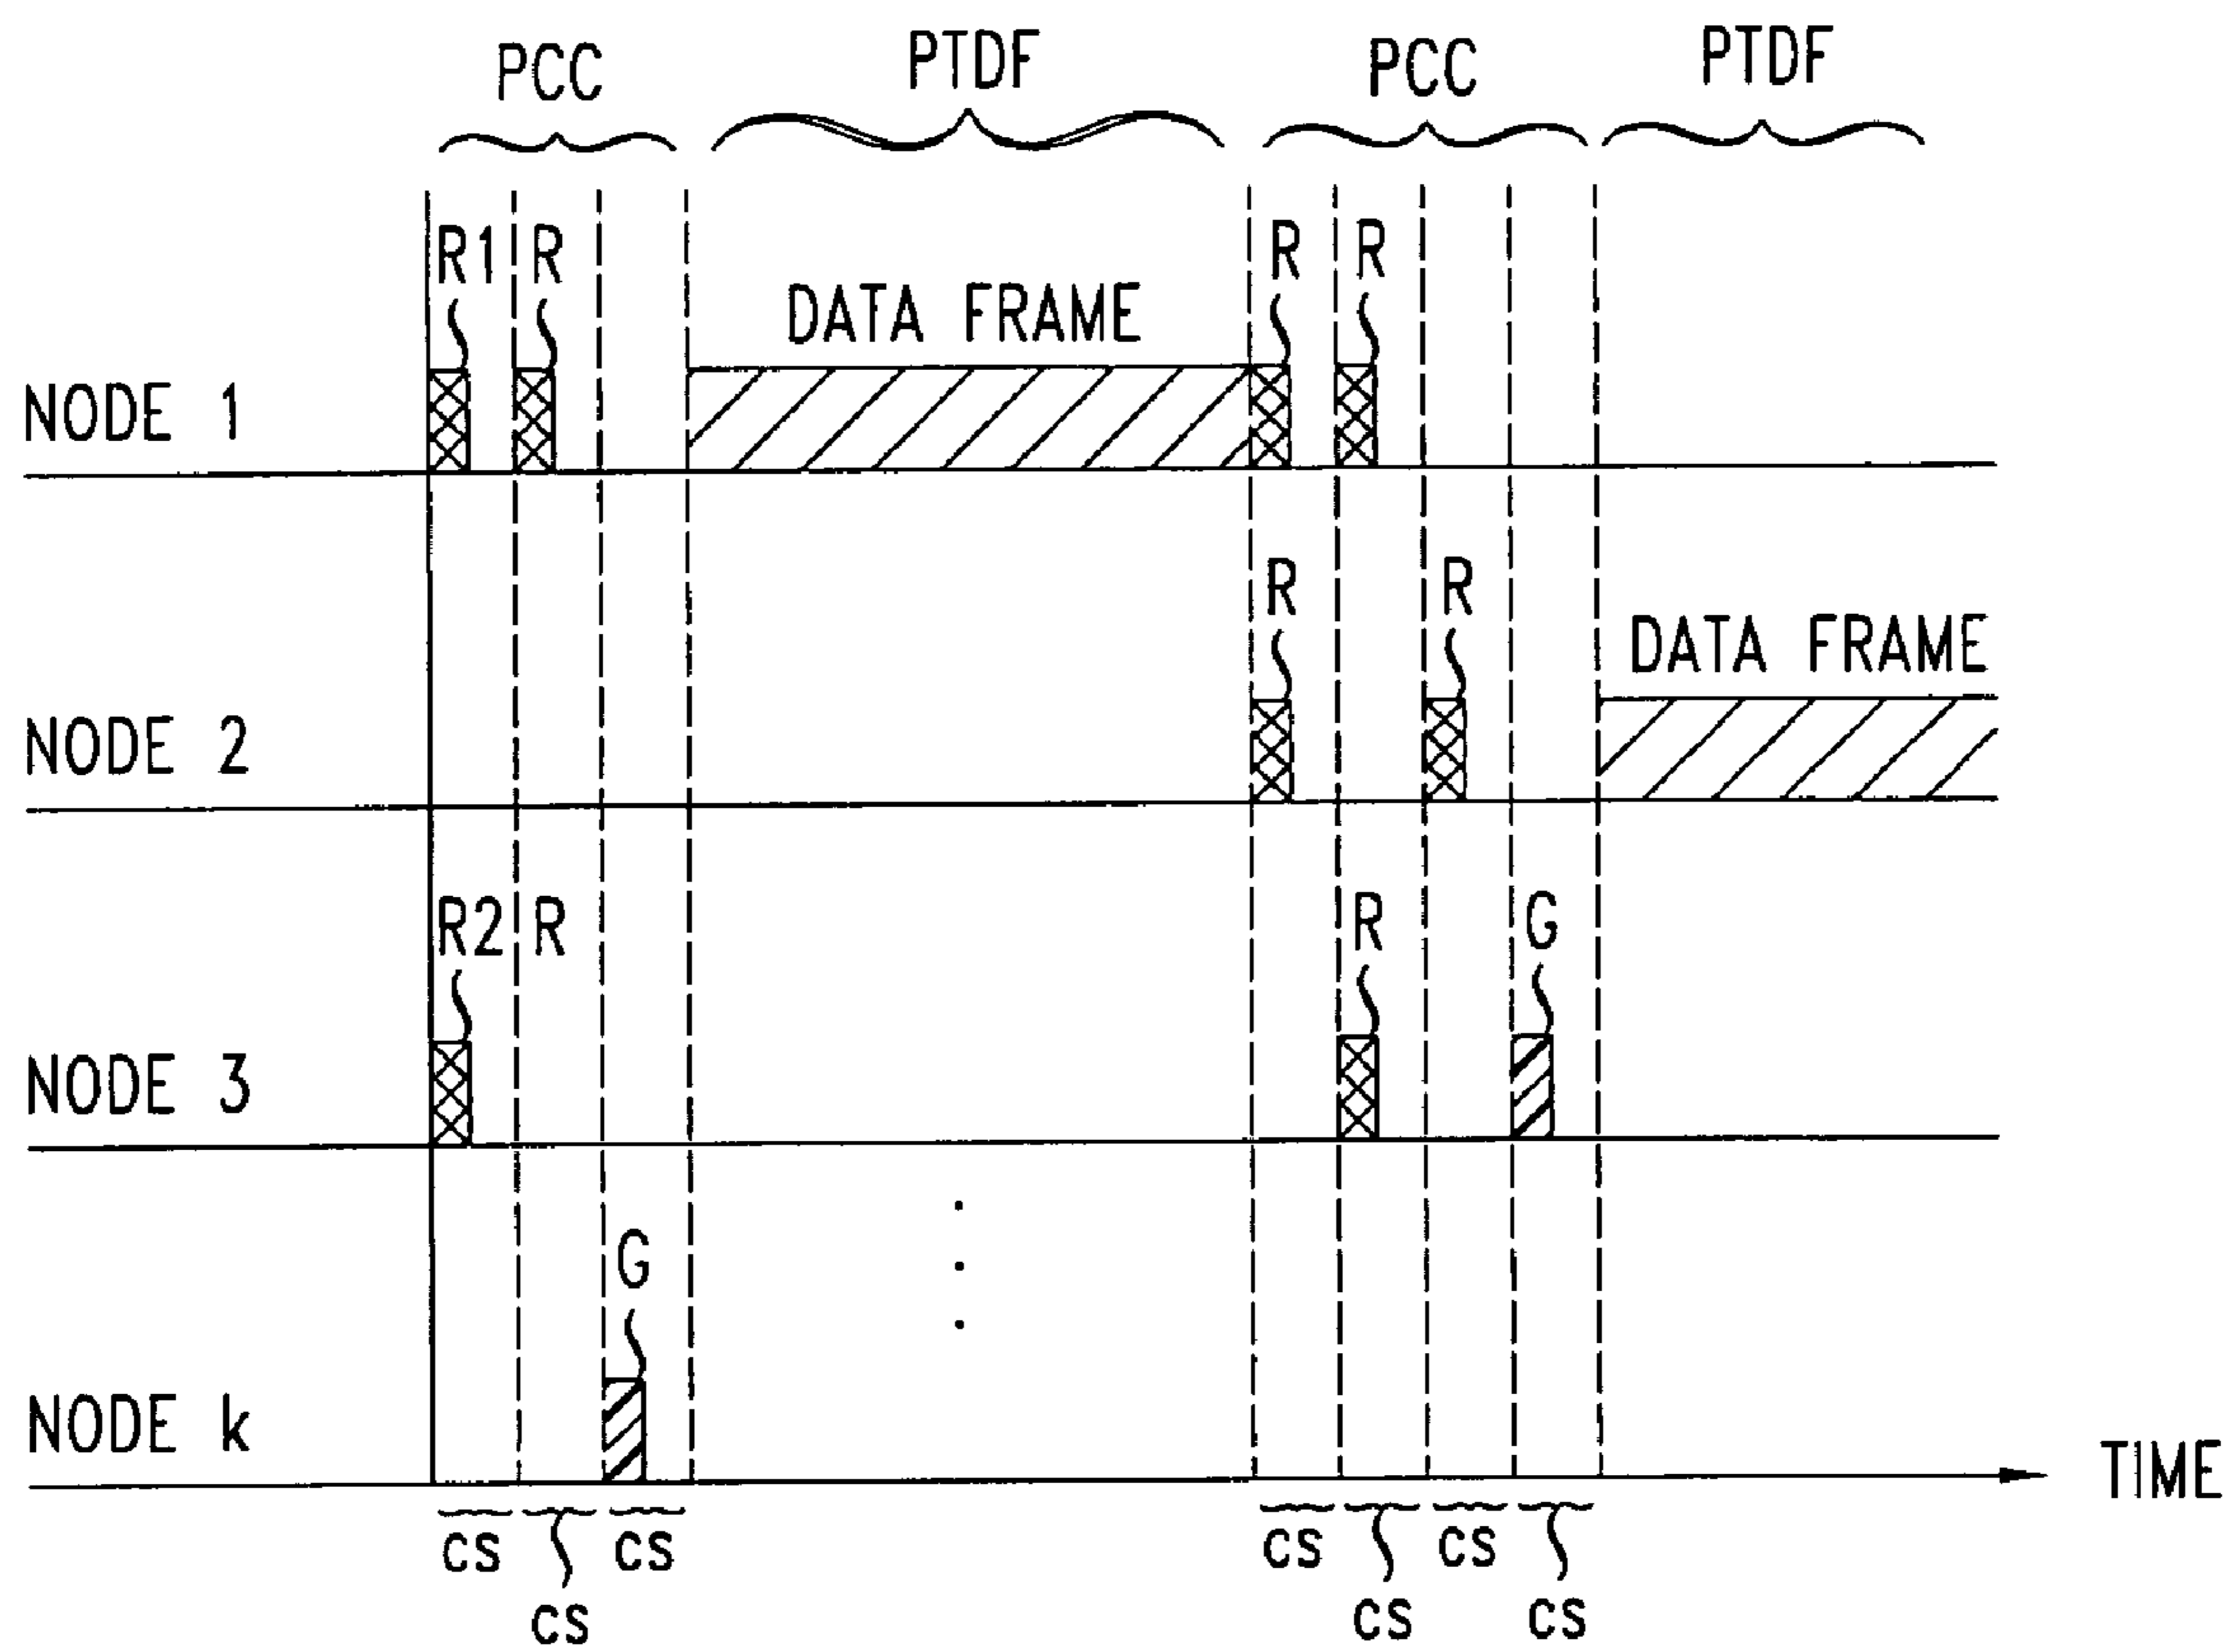 PCC PTDF PCC PTDF
R1 R R R
DATA FRAME
NODE 1
R R
DATA FRAME
NODE 2
R2 R R G
NODE 3
G
NODE k
TIME
cs cs cs cs
cs cs cs